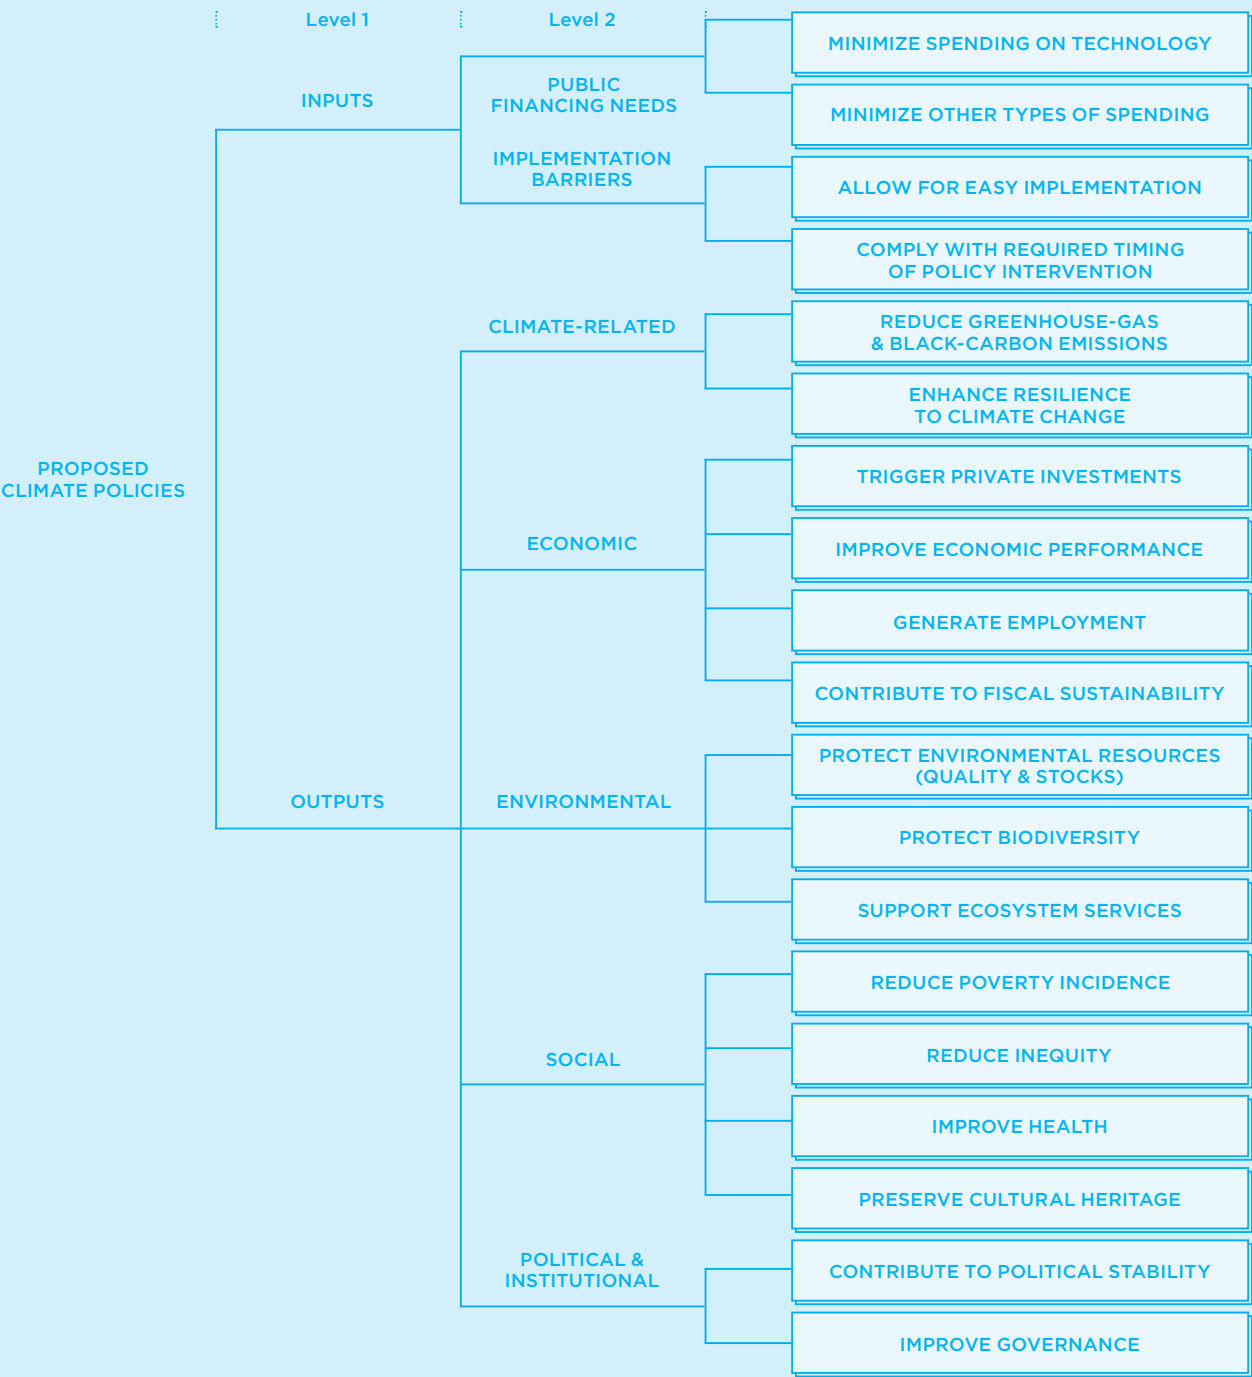 Level 1
Level 2
PROPOSED
CLIMATE POLICIES
INPUTS
PUBLIC
FINANCING NEEDS
MINIMIZE SPENDING ON TECHNOLOGY
MINIMIZE OTHER TYPES OF SPENDING
IMPLEMENTATION
BARRIERS
ALLOW FOR EASY IMPLEMENTATION
COMPLY WITH REQUIRED TIMING
OF POLICY INTERVENTION
OUTPUTS
CLIMATE-RELATED
REDUCE GREENHOUSE-GAS
& BLACK-CARBON EMISSIONS
ENHANCE RESILIENCE
TO CLIMATE CHANGE
ECONOMIC
TRIGGER PRIVATE INVESTMENTS
IMPROVE ECONOMIC PERFORMANCE
GENERATE EMPLOYMENT
CONTRIBUTE TO FISCAL SUSTAINABILITY
ENVIRONMENTAL
PROTECT ENVIRONMENTAL RESOURCES
(QUALITY & STOCKS)
PROTECT BIODIVERSITY
SUPPORT ECOSYSTEM SERVICES
SOCIAL
REDUCE POVERTY INCIDENCE
REDUCE INEQUITY
IMPROVE HEALTH
PRESERVE CULTURAL HERITAGE
POLITICAL &
INSTITUTIONAL
CONTRIBUTE TO POLITICAL STABILITY
IMPROVE GOVERNANCE